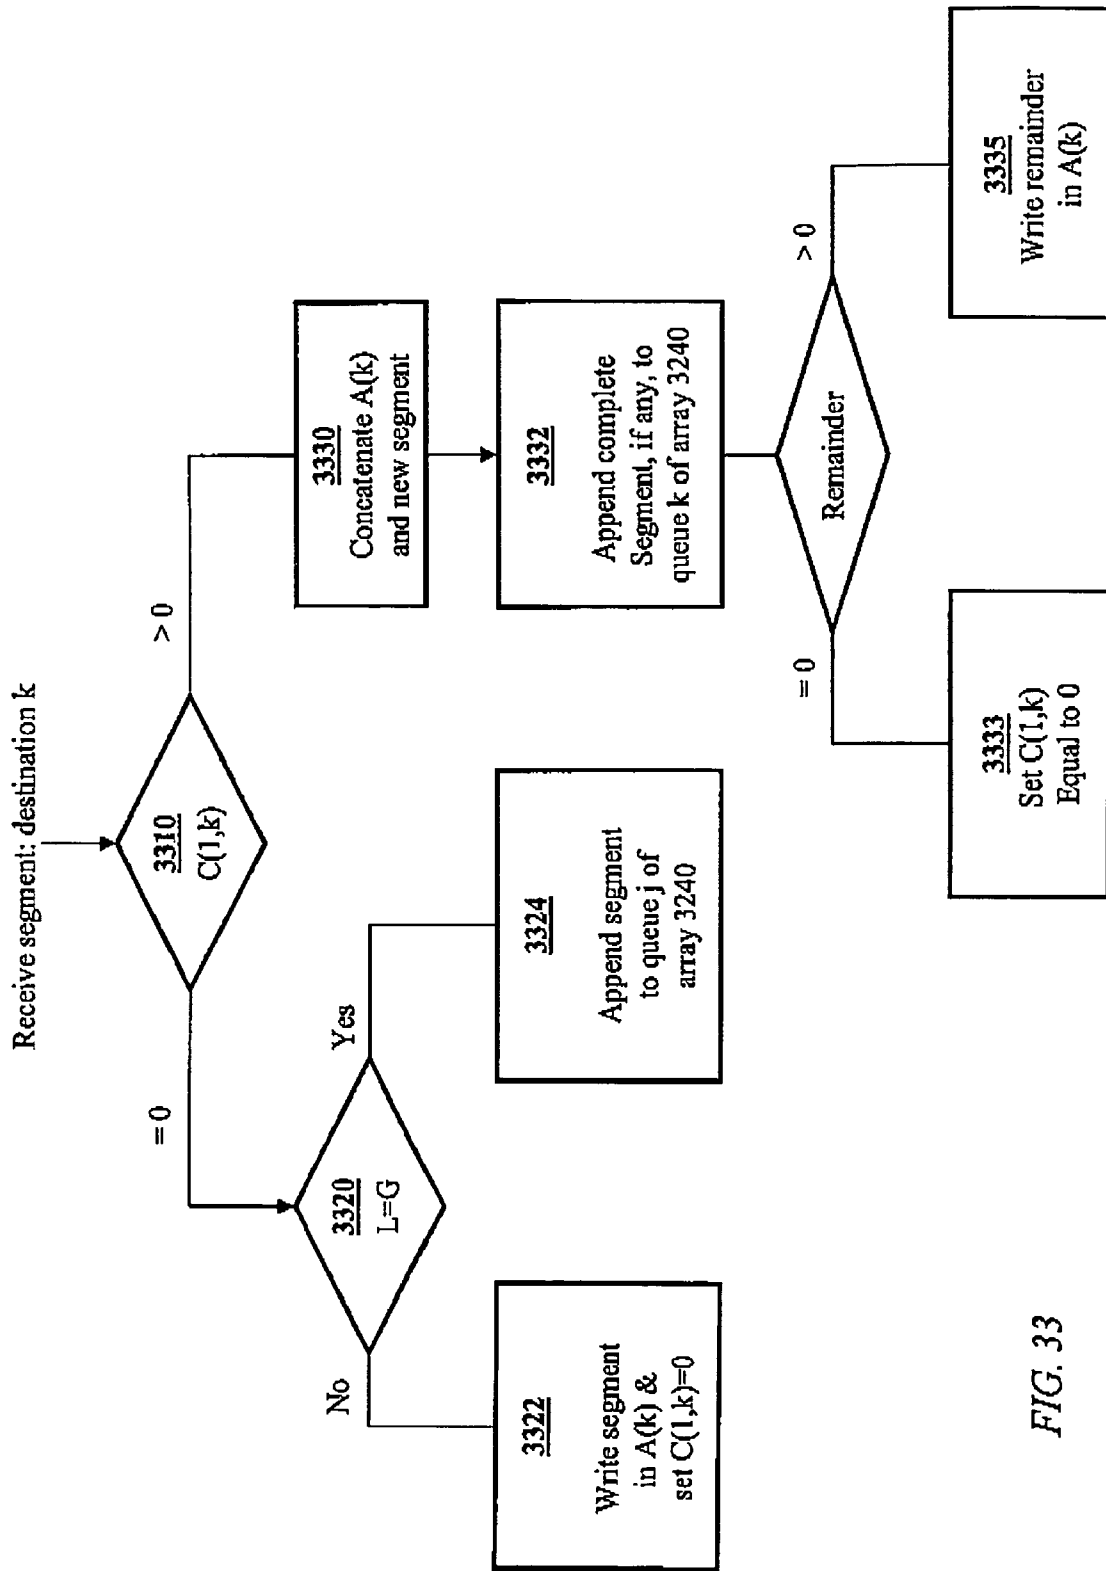 Receive segment: destination k
3310
C(1,k)
= 0
> 0
3320
L=G
No
Yes
3322
Write segment
in A(k) &
set C(1,k)=0
3324
Append segment
to queue j of
array 3240
3330
Concatenate A(k)
and new segment
3332
Append complete
Segment, if any, to
queue k of array 3240
Remainder
= 0
> 0
3333
Set C(1,k)
Equal to 0
3335
Write remainder
in A(k)
FIG. 33